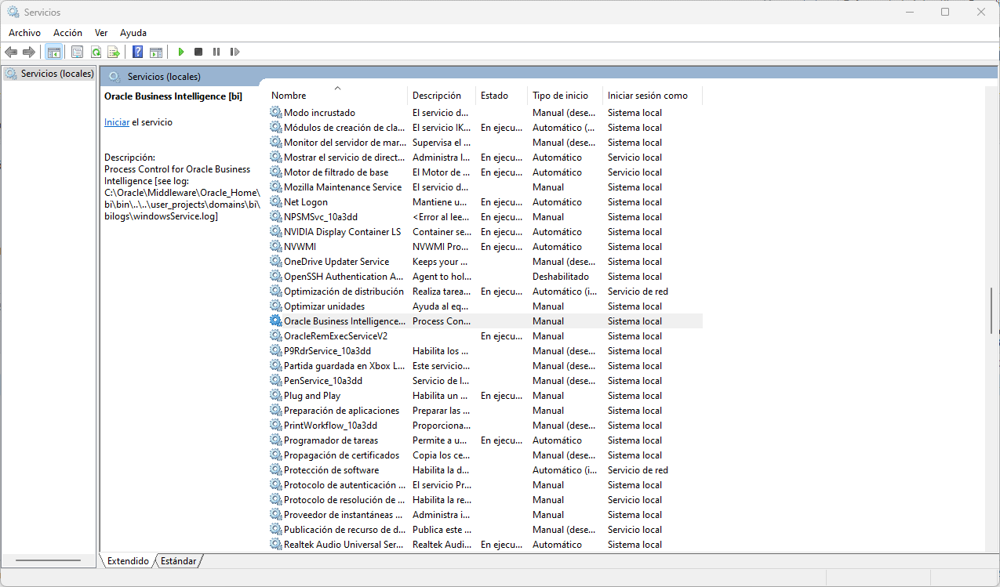 Servicios
Archivo Acción Ver Ayuda
Servicios (locales)
Servicios (locales)
Oracle Business Intelligence [bi]
Iniciar el servicio
Descripción:
Process Control for Oracle Business
Intelligence [see log:
C:\Oracle\Middleware\Oracle_Home\
bi\bin\..\..\user_projects\domains\bi\
bilogs\windowsService.log]
Nombre Descripción Estado Tipo de inicio Iniciar sesión como
Modo incrustado El servicio d... Manual (dese... Sistema local
Módulos de creación de cla... El servicio IK... En ejecu... Automático (... Sistema local
Monitor del servidor de mar... Supervisa el ... Manual (dese... Sistema local
Mostrar el servicio de direct... Administra l... En ejecu... Automático Servicio local
Motor de filtrado de base El Motor de ... En ejecu... Automático Servicio local
Mozilla Maintenance Service El servicio d... Manual Sistema local
Net Logon Mantiene u... En ejecu... Automático Sistema local
NPSMSvc_10a3dd <Error al lee... En ejecu... Manual Sistema local
NVIDIA Display Container LS Container se... En ejecu... Automático Sistema local
NVWMI NVWMI Pro... En ejecu... Automático Sistema local
OneDrive Updater Service Keeps your ... Manual (dese... Sistema local
OpenSSH Authentication A... Agent to hol... Deshabilitado Sistema local
Optimización de distribución Realiza tarea... En ejecu... Automático (i... Servicio de red
Optimizar unidades Ayuda al eq... Manual Sistema local
Oracle Business Intelligence... Process Con... Manual Sistema local
OracleRemExecServiceV2 En ejecu... Manual Sistema local
P9RdrService_10a3dd Habilita los ... Manual (dese... Sistema local
Partida guardada en Xbox L... Este servicio... Manual (dese... Sistema local
PenService_10a3dd Servicio de l... Manual (dese... Sistema local
Plug and Play Habilita un ... En ejecu... Manual Sistema local
Preparación de aplicaciones Preparar las ... Manual Sistema local
PrintWorkflow_10a3dd Proporciona... Manual (dese... Sistema local
Programador de tareas Permite a u... En ejecu... Automático Sistema local
Propagación de certificados Copia los ce... Manual (dese... Sistema local
Protección de software Habilita la d... Automático (i... Servicio de red
Protocolo de autenticación ... El servicio Pr... Manual Sistema local
Protocolo de resolución de ... Habilita la re... Manual Servicio local
Proveedor de instantáneas ... Administra i... Manual Sistema local
Publicación de recurso de d... Publica este ... Manual (dese... Servicio local
Realtek Audio Universal Ser... Realtek Audi... En ejecu... Automático Sistema local
Extendido Estándar